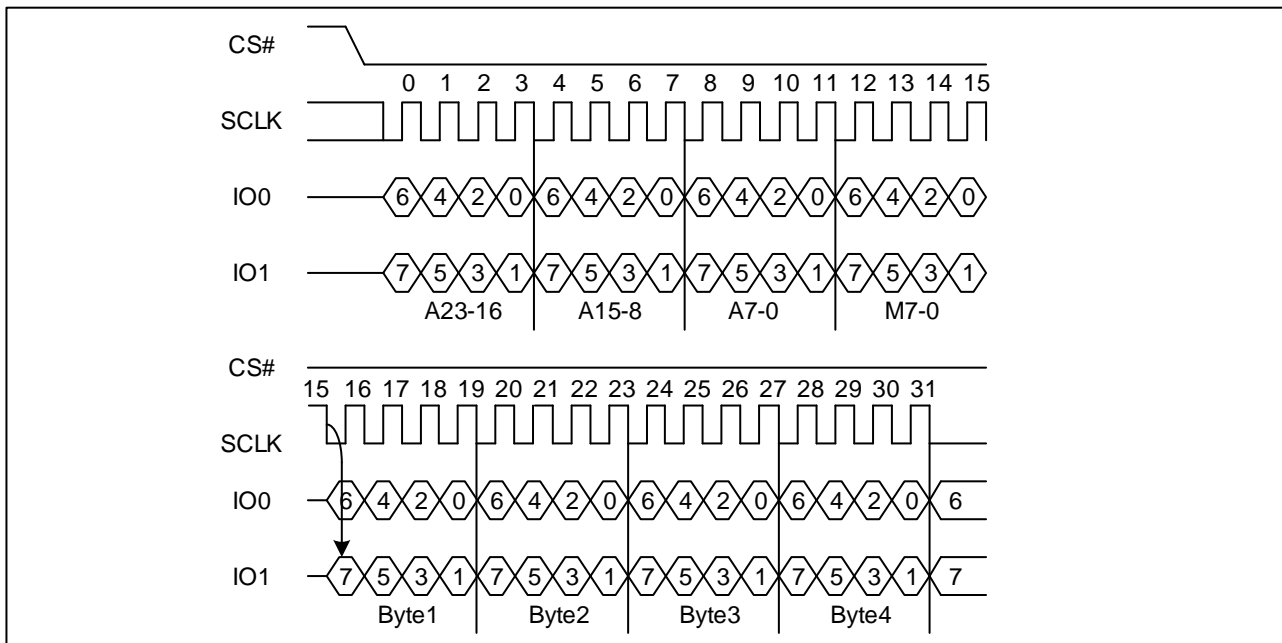 CS#
0 1 2 3 4 5 6 7 8 9 10 11 12 13 14 15
SCLK
IO0 6 4 2 0 6 4 2 0 6 4 2 0 6 4 2 0
IO1 7 5 3 1 7 5 3 1 7 5 3 1 7 5 3 1
A23-16 A15-8 A7-0 M7-0
CS#
15 16 17 18 19 20 21 22 23 24 25 26 27 28 29 30 31
SCLK
IO0 6 4 2 0 6 4 2 0 6 4 2 0 6 4 2 0 6
IO1 7 5 3 1 7 5 3 1 7 5 3 1 7 5 3 1 7
Byte1 Byte2 Byte3 Byte4